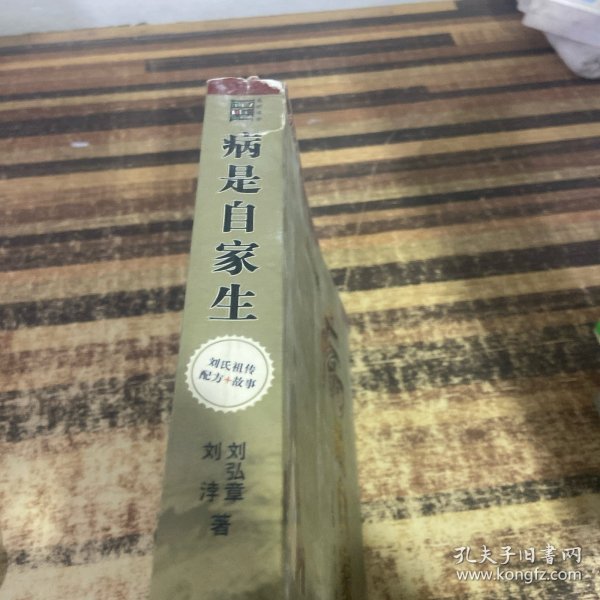 病是自家生
刘氏祖传
配方+故事
刘弘章
刘浡 著
孔夫子旧书网
www.kongfz.com